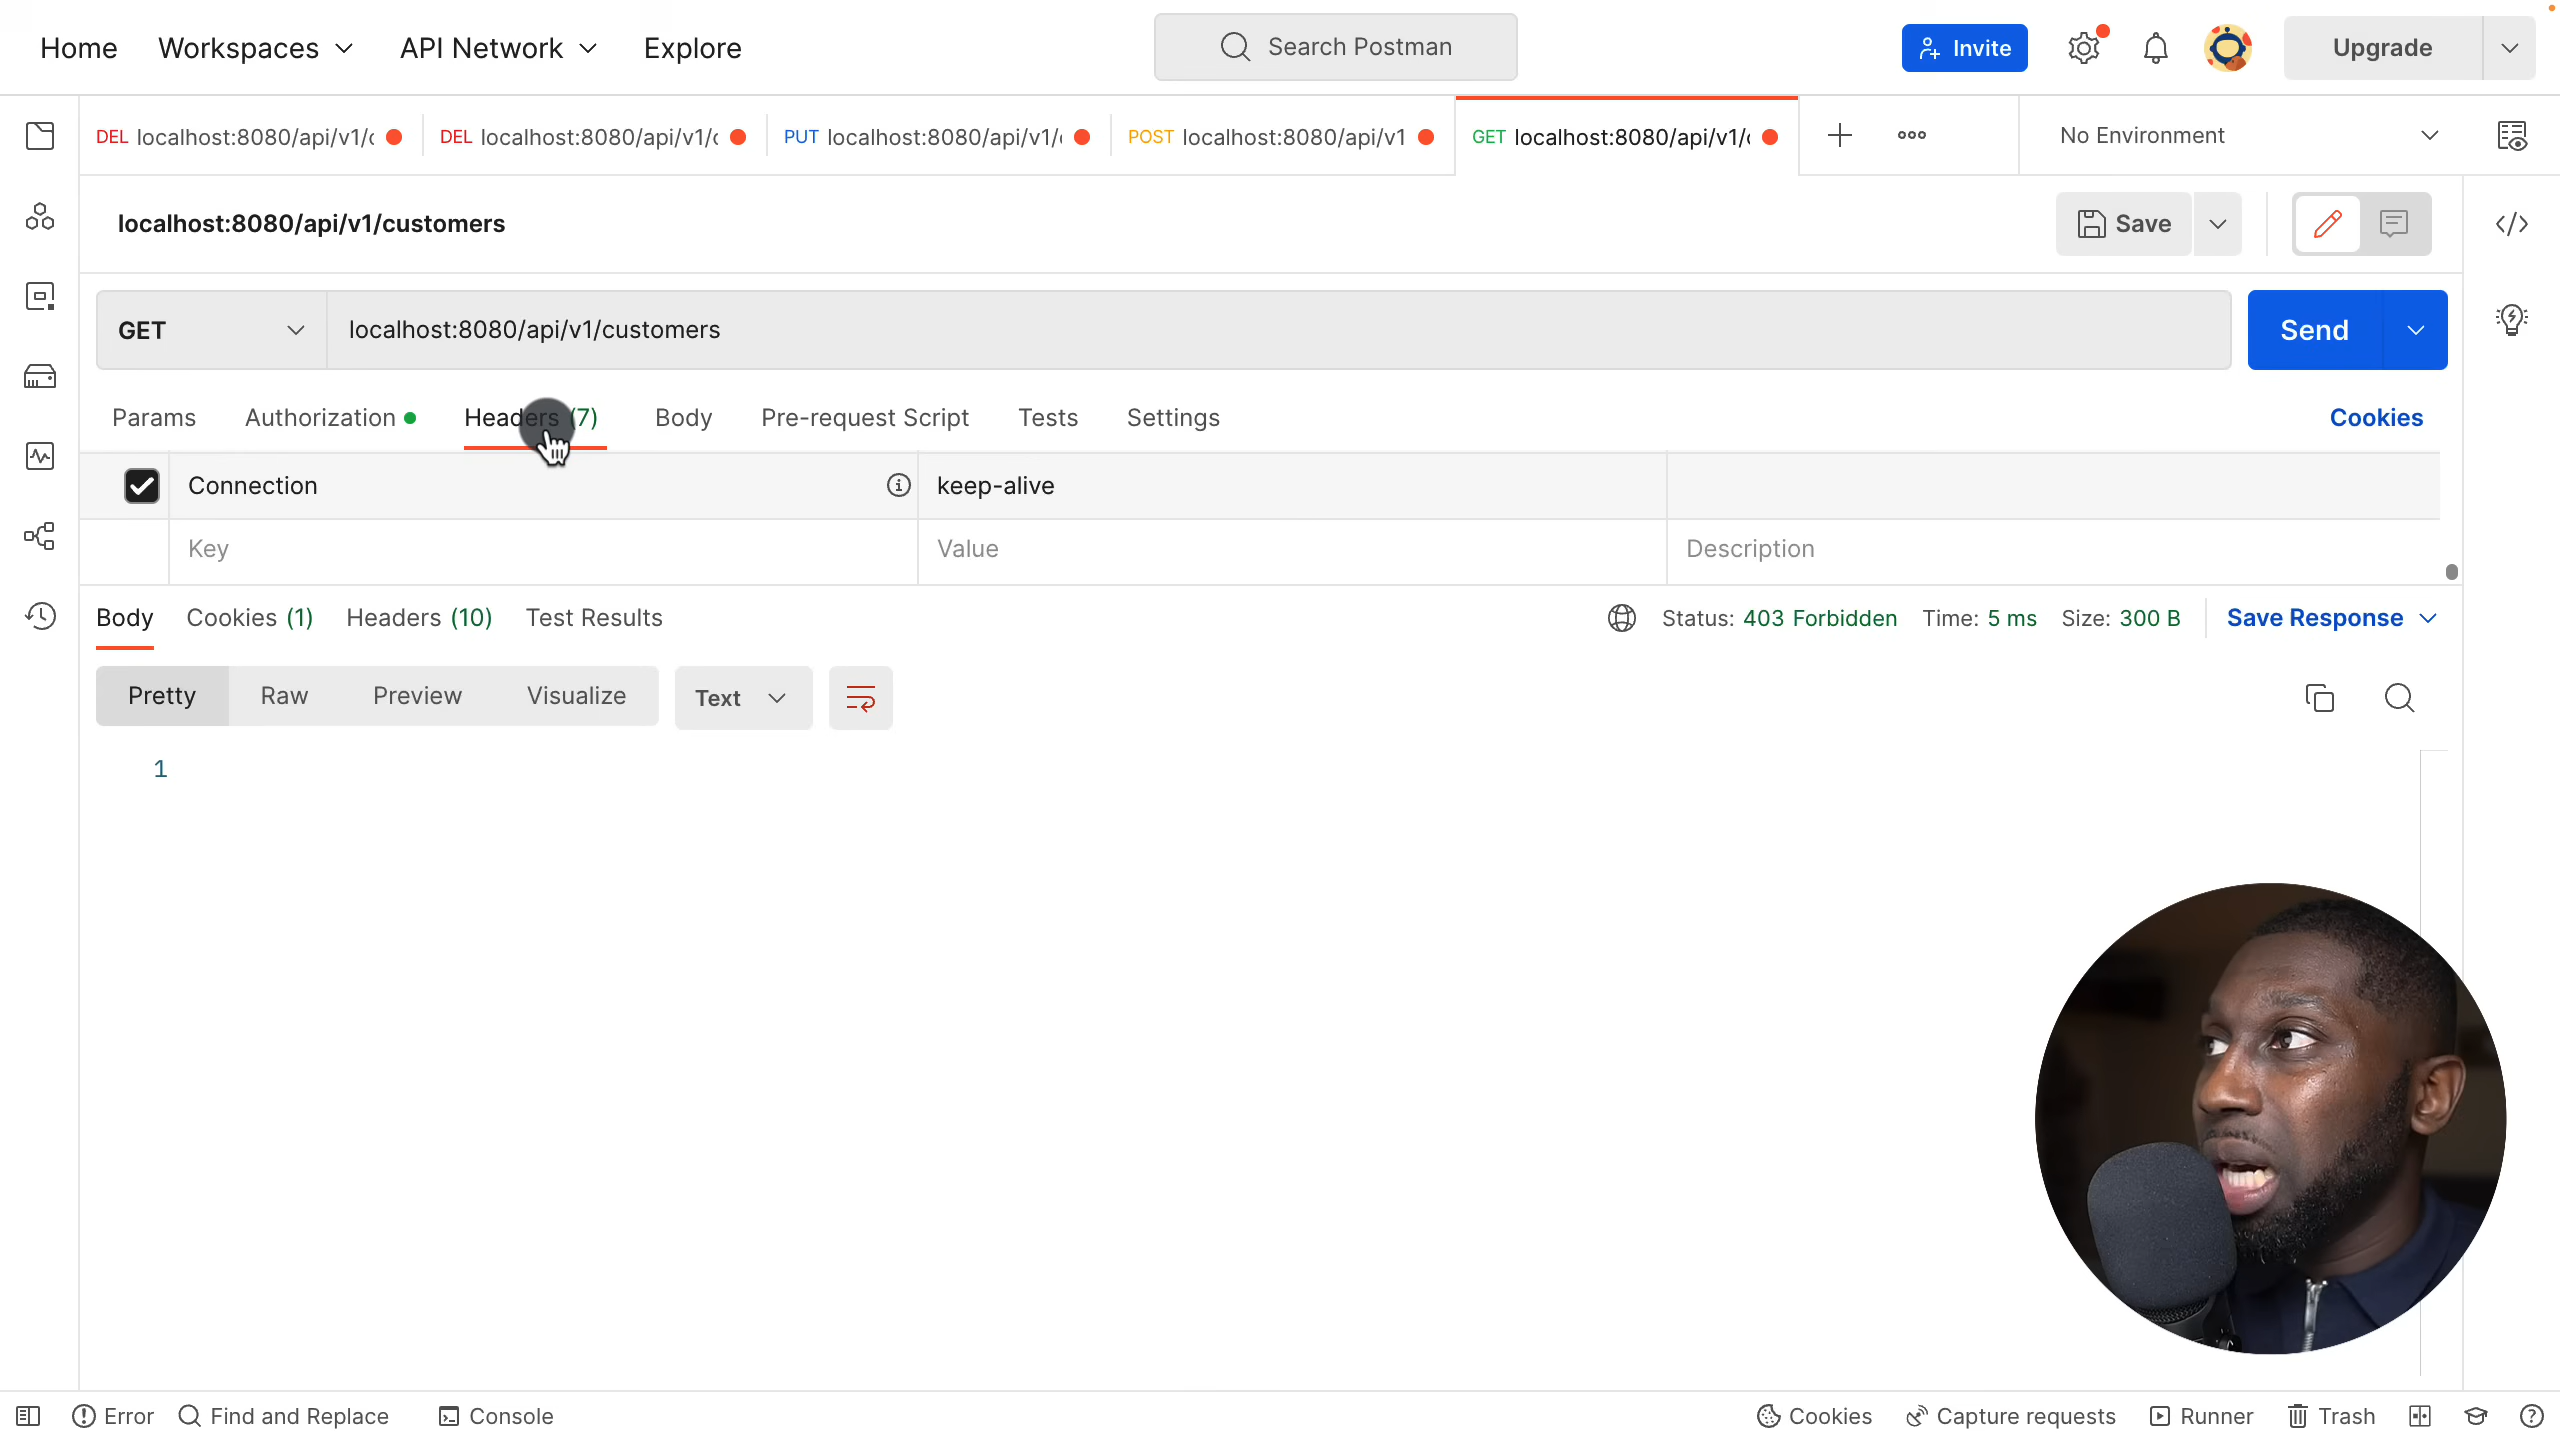 Home Workspaces API Network Explore Search Postman Invite Upgrade
DEL localhost:8080/api/v1/c DEL localhost:8080/api/v1/c PUT localhost:8080/api/v1/c POST localhost:8080/api/v1 GET localhost:8080/api/v1/c No Environment
localhost:8080/api/v1/customers Save
GET localhost:8080/api/v1/customers Send
Params Authorization Headers (7) Body Pre-request Script Tests Settings Cookies
Connection keep-alive
Key Value Description
Body Cookies (1) Headers (10) Test Results Status: 403 Forbidden Time: 5 ms Size: 300 B Save Response
Pretty Raw Preview Visualize Text
1
Error Find and Replace Console Cookies Capture requests Runner Trash